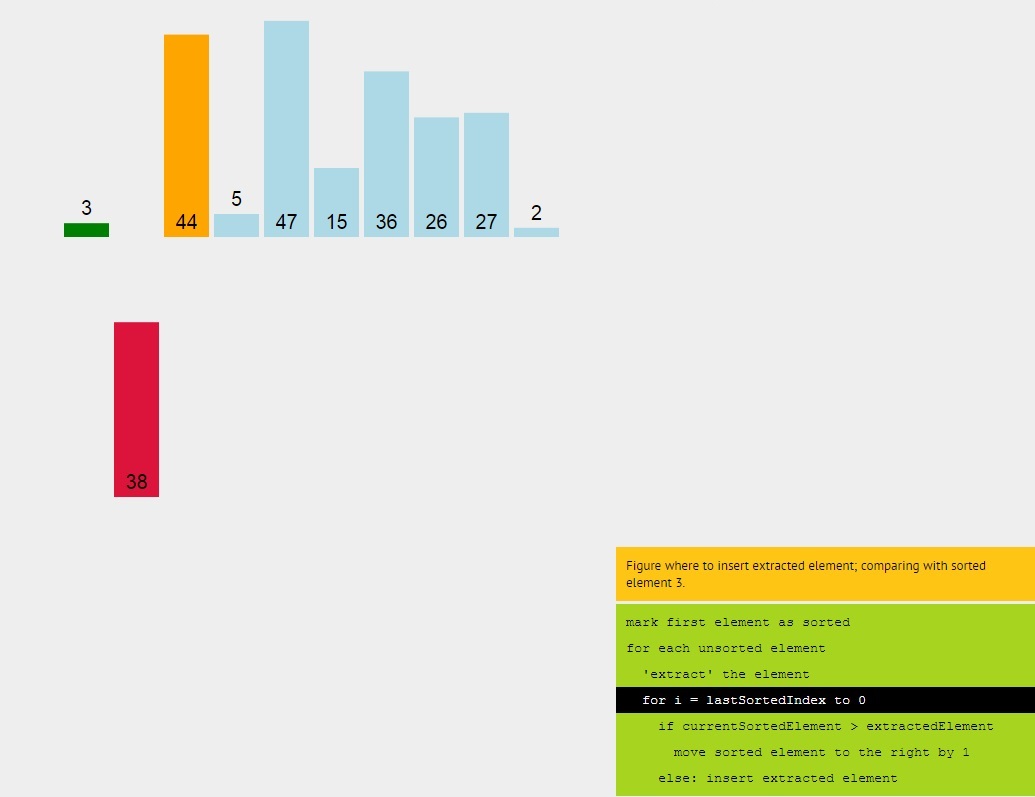 3
44
5
47
15
36
26
27
2
38
Figure where to insert extracted element; comparing with sorted
element 3.
mark first element as sorted
for each unsorted element
'extract' the element
for i = lastSortedIndex to 0
if currentSortedElement > extractedElement
move sorted element to the right by 1
else: insert extracted element